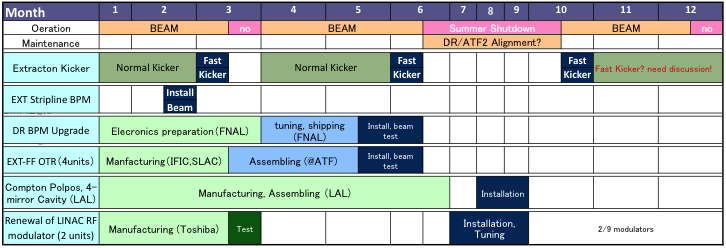 Month 1 2 3 4 5 6 7 8 9 10 11 12
Oeration BEAM no BEAM Summer Shutdown BEAM no
Maintenance DR/ATF2 Alignment?
Extracton Kicker Normal Kicker Fast Kicker Normal Kicker Fast Kicker Fast Kicker Fast Kicker? need discussion!
EXT Stripline BPM Install Beam
DR BPM Upgrade Elecronics preparation(FNAL) tuning, shipping (FNAL) Install, beam test
EXT-FF OTR(4units) Manfacturing(IFIC,SLAC) Assembling (@ATF) Install, beam test
Compton Polpos, 4-mirror Cavity (LAL) Manufacturing, Assembling (LAL) Installation
Renewal of LINAC RF modulator (2 units) Manufacturing (Toshiba) Test Installation, Tuning 2/9 modulators